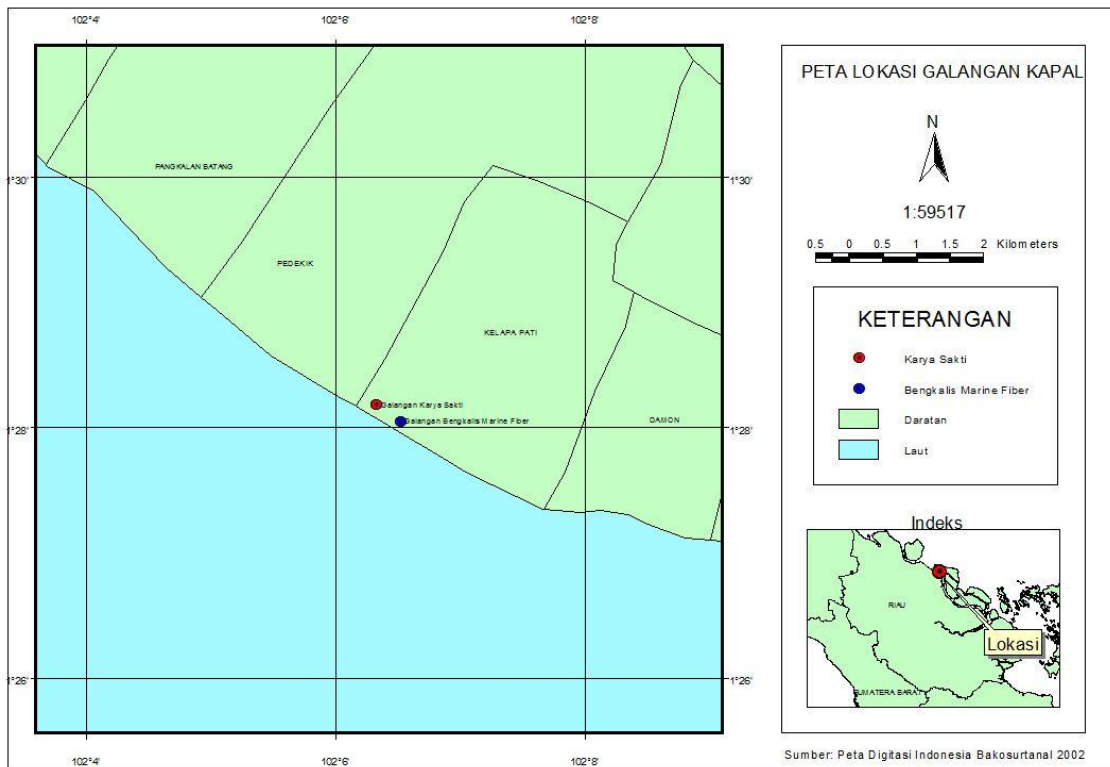 102°4'
102°6'
102°8'
1°30'
1°30'
1°28'
1°28'
1°26'
1°26'
102°4'
102°6'
102°8'
PANGKALAN BATANG
PEDEKIK
KELAPA PATI
Galangan Karya Sakti
Galangan Bengkalis Marine Fiber
DAMON
PETA LOKASI GALANGAN KAPAL
N
1:59517
0.5 0 0.5 1 1.5 2 Kilometers
KETERANGAN
Karya Sakti
Bengkalis Marine Fiber
Daratan
Laut
Indeks
RIAU
Lokasi
SUMATERA BARAT
Sumber: Peta Digitasi Indonesia Bakosurtanal 2002